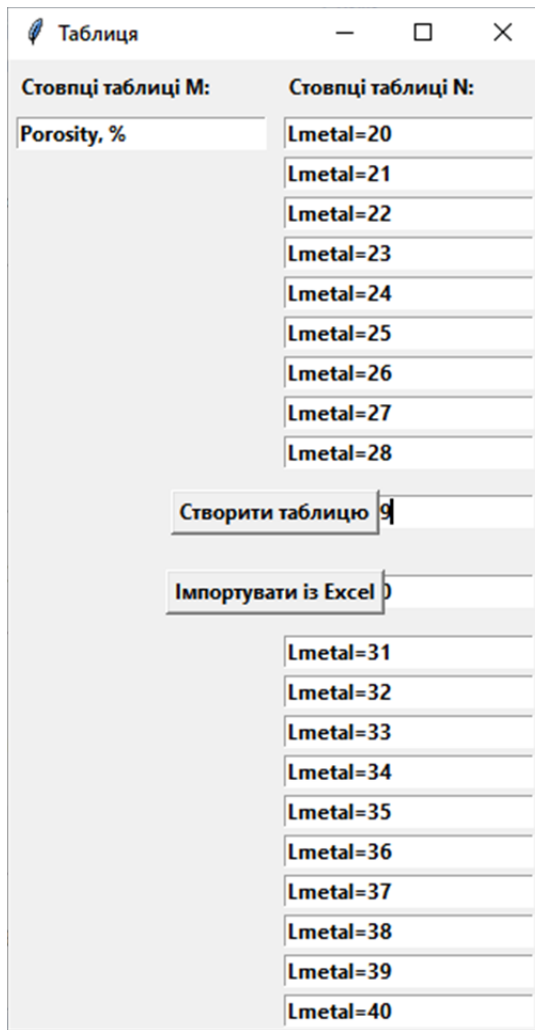 Таблиця
Стовпці таблиці M: Стовпці таблиці N:
Porosity, % Lmetal=20
Lmetal=21
Lmetal=22
Lmetal=23
Lmetal=24
Lmetal=25
Lmetal=26
Lmetal=27
Lmetal=28
Створити таблицю 9
Імпортувати із Excel
Lmetal=31
Lmetal=32
Lmetal=33
Lmetal=34
Lmetal=35
Lmetal=36
Lmetal=37
Lmetal=38
Lmetal=39
Lmetal=40